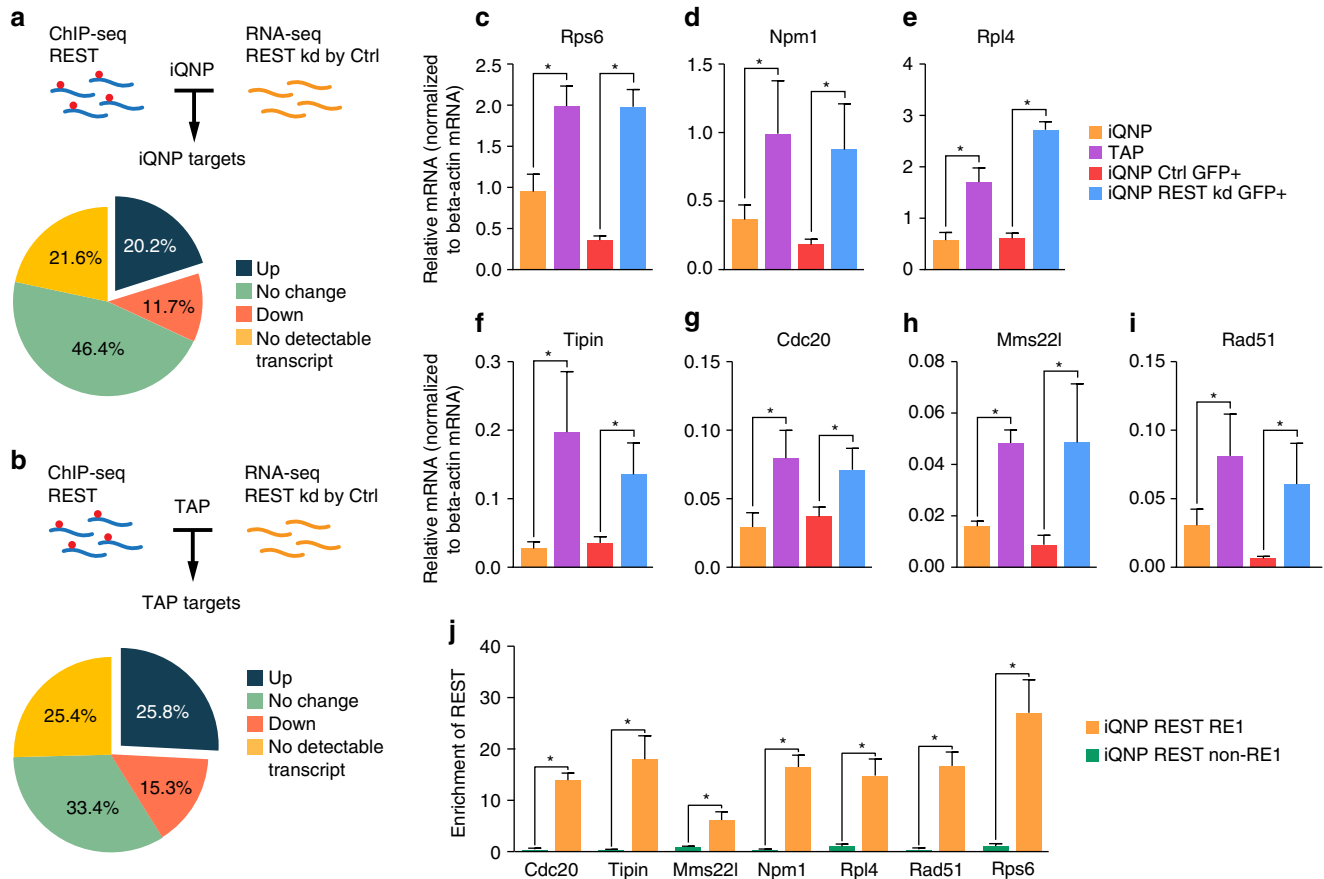 a
ChIP-seq
REST
iQNP
RNA-seq
REST kd by Ctrl
iQNP targets
20.2%
11.7%
46.4%
21.6%
Up
No change
Down
No detectable
transcript
b
ChIP-seq
REST
TAP
RNA-seq
REST kd by Ctrl
TAP targets
25.8%
15.3%
33.4%
25.4%
Up
No change
Down
No detectable
transcript
c
Rps6
Relative mRNA (normalized
to beta-actin mRNA)
2.5
2.0
1.5
1.0
0.5
0.0
*
*
d
Npm1
1.5
1.0
0.5
0.0
*
*
e
Rpl4
4
3
2
1
0
*
*
iQNP
TAP
iQNP Ctrl GFP+
iQNP REST kd GFP+
f
Tipin
Relative mRNA (normalized
to beta-actin mRNA)
0.3
0.2
0.1
0.0
*
*
g
Cdc20
0.15
0.10
0.05
0.00
*
*
h
Mms22l
0.08
0.06
0.04
0.02
0.00
*
*
i
Rad51
0.15
0.10
0.05
0.00
*
*
j
Enrichment of REST
40
30
20
10
0
*
*
*
*
*
*
*
Cdc20
Tipin
Mms22l
Npm1
Rpl4
Rad51
Rps6
iQNP REST RE1
iQNP REST non-RE1